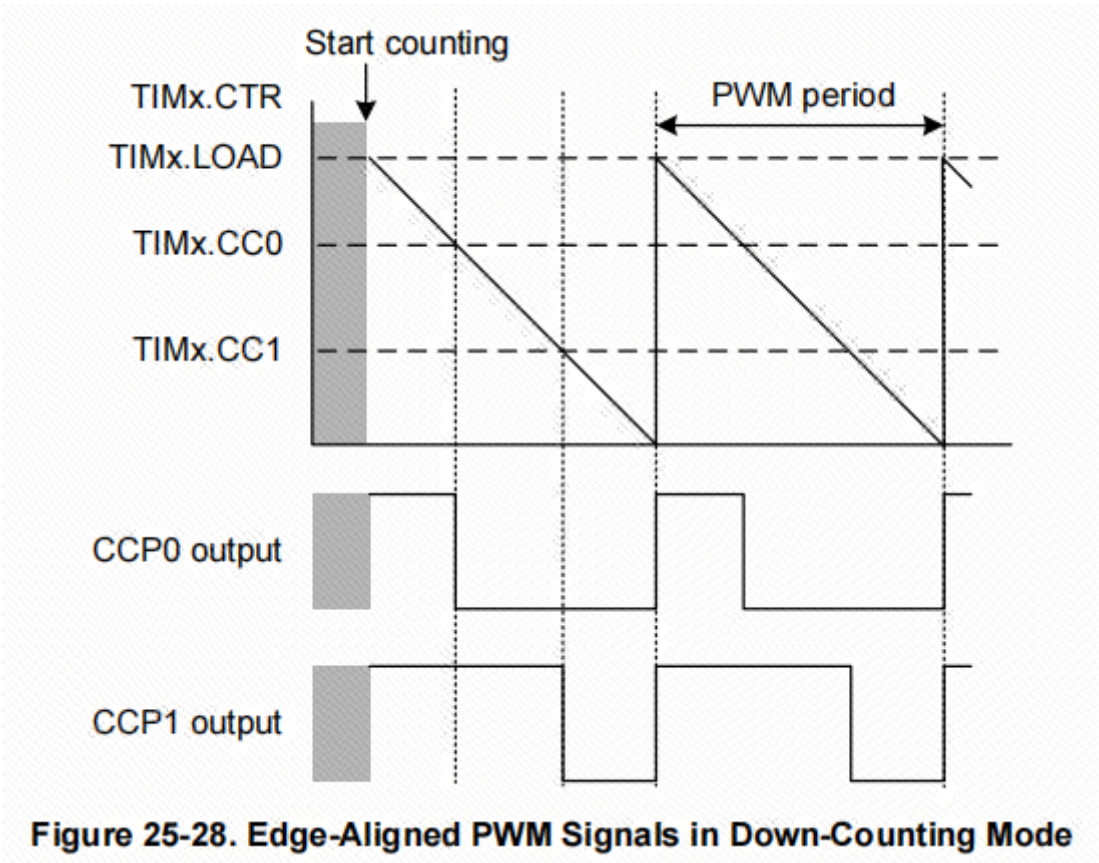 Start counting
TIMx.CTR
PWM period
TIMx.LOAD
TIMx.CC0
TIMx.CC1
CCP0 output
CCP1 output
Figure 25-28. Edge-Aligned PWM Signals in Down-Counting Mode